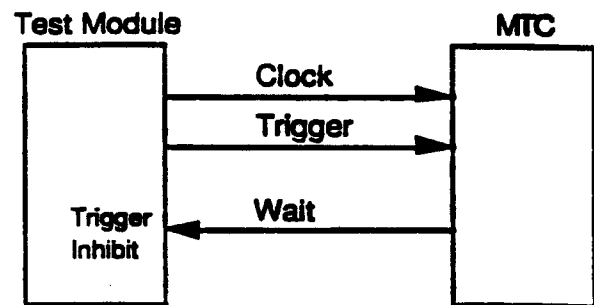 Test Module
MTC
Clock
Trigger
Wait
Trigger
Inhibit